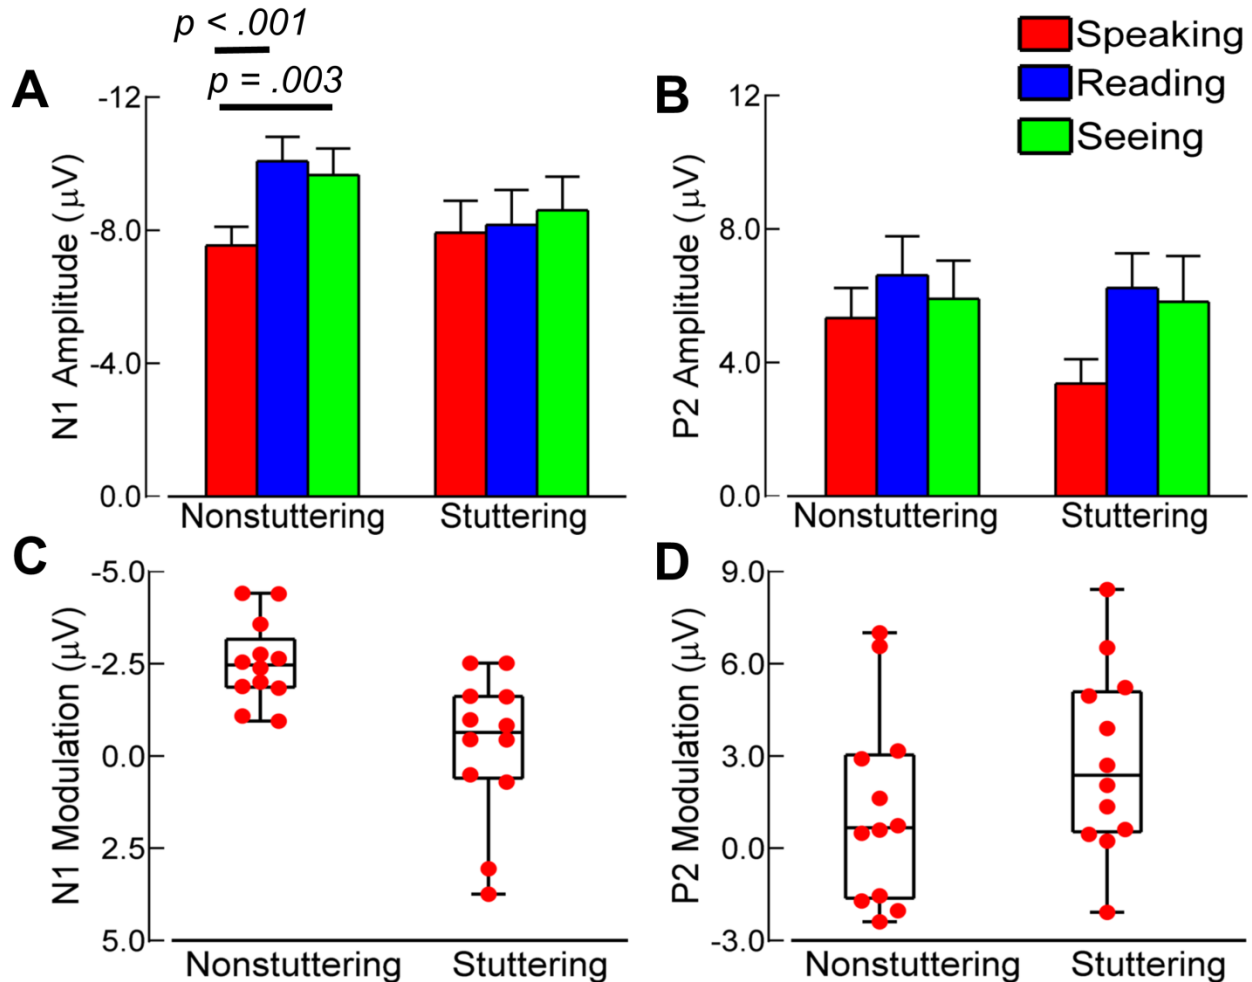 p < .001
p = .003
Speaking
Reading
Seeing
A
-12
-8.0
-4.0
0.0
N1 Amplitude (μV)
Nonstuttering
Stuttering
B
12
8.0
4.0
0.0
P2 Amplitude (μV)
Nonstuttering
Stuttering
C
-5.0
-2.5
0.0
2.5
5.0
N1 Modulation (μV)
Nonstuttering
Stuttering
D
9.0
6.0
3.0
0.0
-3.0
P2 Modulation (μV)
Nonstuttering
Stuttering